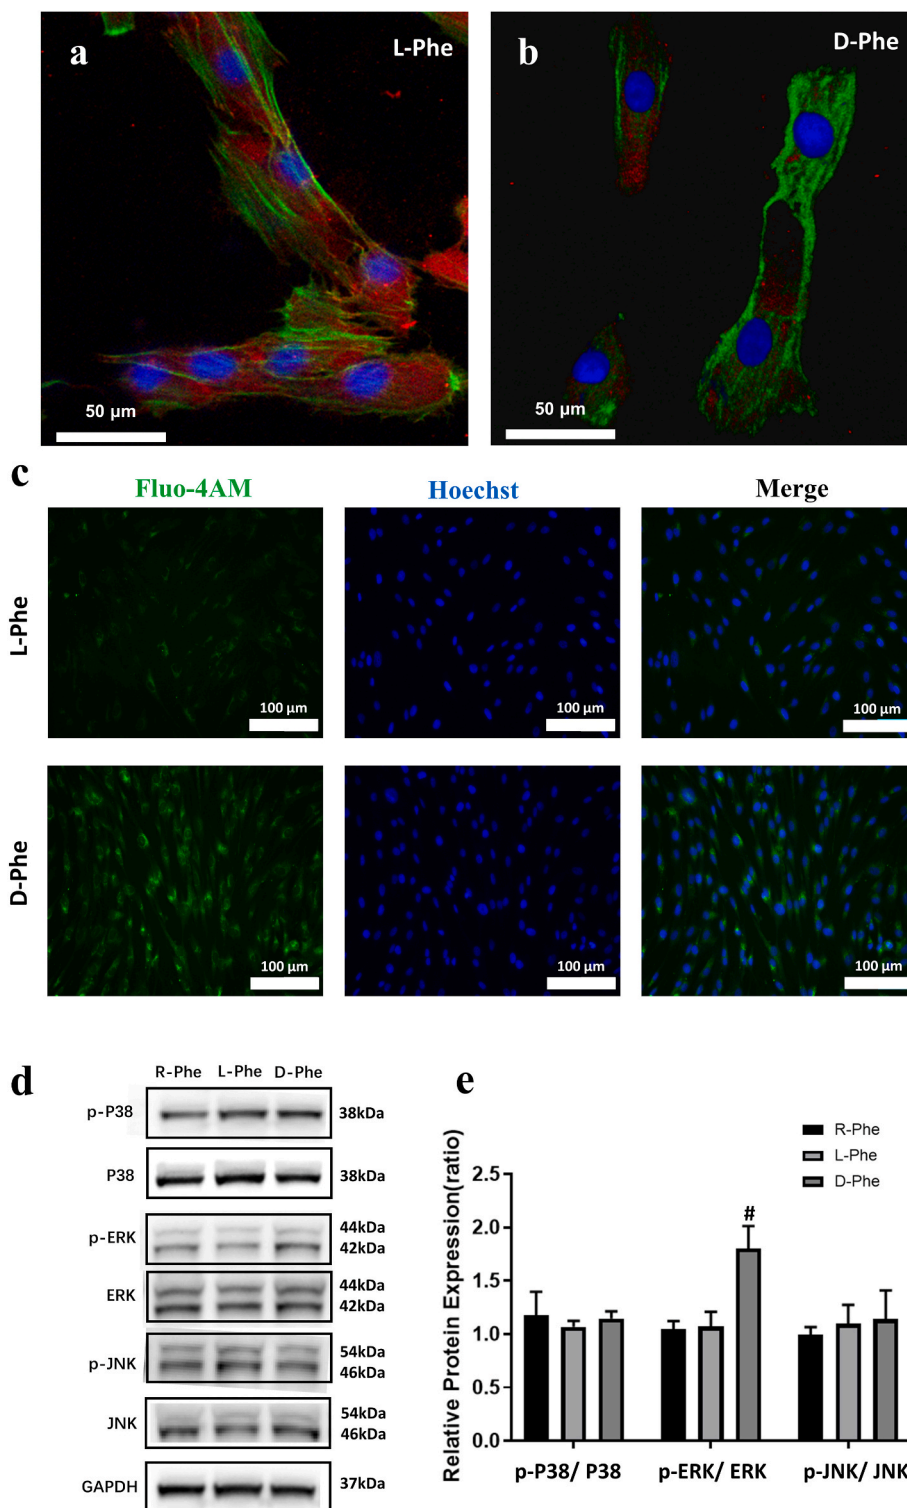 a
L-Phe
50 μm
b
D-Phe
50 μm
c
Fluo-4AM
Hoechst
Merge
L-Phe
100 μm
100 μm
100 μm
D-Phe
100 μm
100 μm
100 μm
d
R-Phe L-Phe D-Phe
p-P38
38kDa
P38
38kDa
p-ERK
44kDa
42kDa
ERK
44kDa
42kDa
p-JNK
54kDa
46kDa
JNK
54kDa
46kDa
GAPDH
37kDa
e
R-Phe
L-Phe
D-Phe
Relative Protein Expression(ratio)
2.5
2.0
1.5
1.0
0.5
0.0
#
p-P38/ P38
p-ERK/ ERK
p-JNK/ JNK